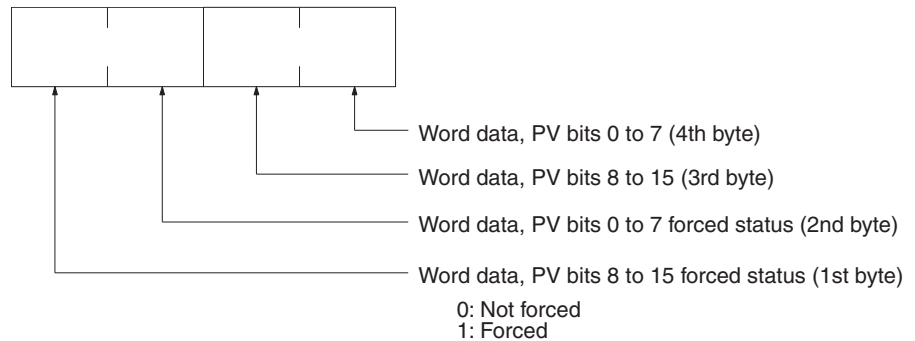 Word data, PV bits 0 to 7 (4th byte)
Word data, PV bits 8 to 15 (3rd byte)
Word data, PV bits 0 to 7 forced status (2nd byte)
Word data, PV bits 8 to 15 forced status (1st byte)
0: Not forced
1: Forced